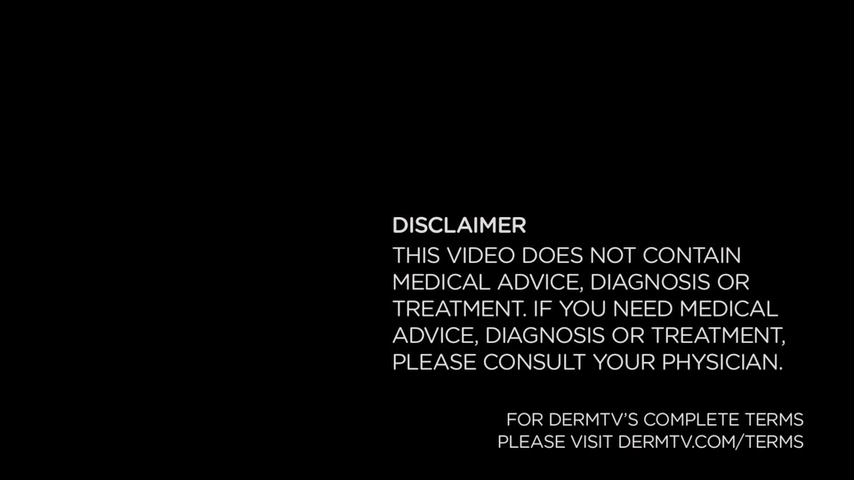 DISCLAIMER
THIS VIDEO DOES NOT CONTAIN
MEDICAL ADVICE, DIAGNOSIS OR
TREATMENT. IF YOU NEED MEDICAL
ADVICE, DIAGNOSIS OR TREATMENT,
PLEASE CONSULT YOUR PHYSICIAN.
FOR DERMTV'S COMPLETE TERMS
PLEASE VISIT DERMTV.COM/TERMS